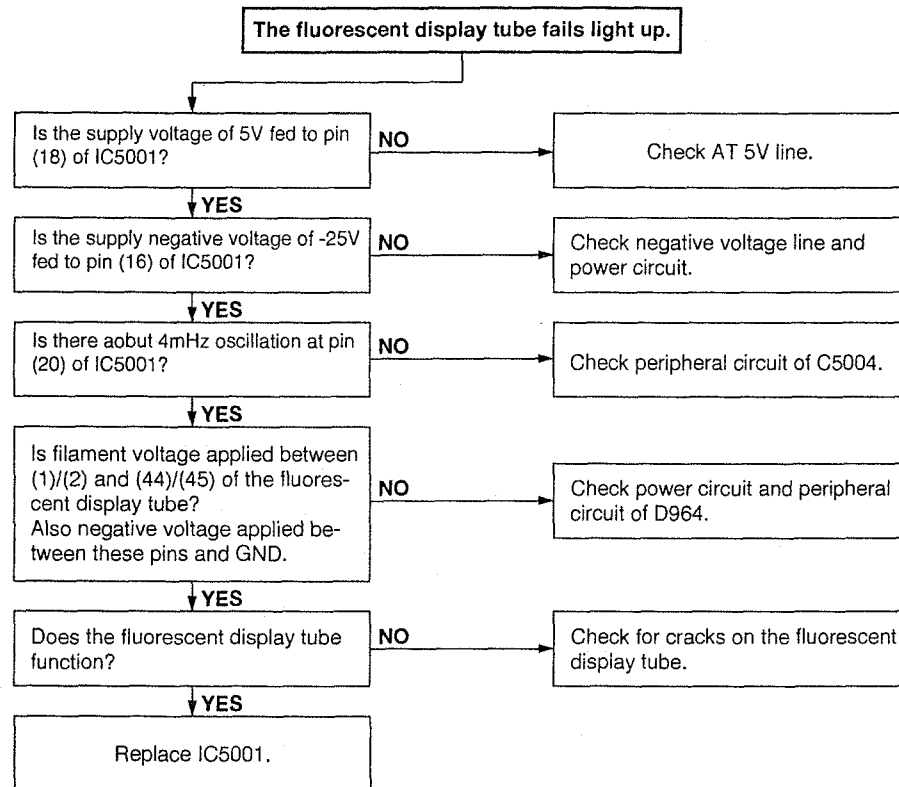 The fluorescent display tube fails light up.
Is the supply voltage of 5V fed to pin
(18) of IC5001?
NO
Check AT 5V line.
YES
Is the supply negative voltage of -25V
fed to pin (16) of IC5001?
NO
Check negative voltage line and
power circuit.
YES
Is there aobut 4mHz oscillation at pin
(20) of IC5001?
NO
Check peripheral circuit of C5004.
YES
Is filament voltage applied between
(1)/(2) and (44)/(45) of the fluores-
cent display tube?
Also negative voltage applied be-
tween these pins and GND.
NO
Check power circuit and peripheral
circuit of D964.
YES
Does the fluorescent display tube
function?
NO
Check for cracks on the fluorescent
display tube.
YES
Replace IC5001.